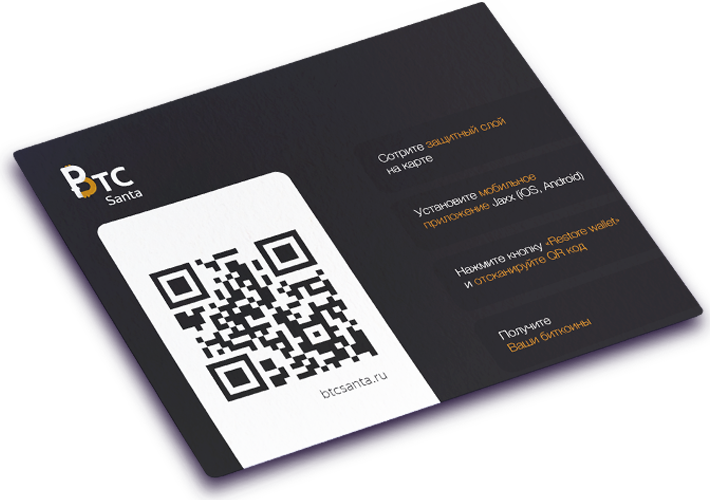 BTC
Santa
btcsanta.ru
Сотрите защитный слой
на карте
Установите мобильное
приложение Jaxx (iOS, Android)
Нажмите кнопку «Restore wallet»
и отсканируйте QR код
Получите
Ваши биткоины